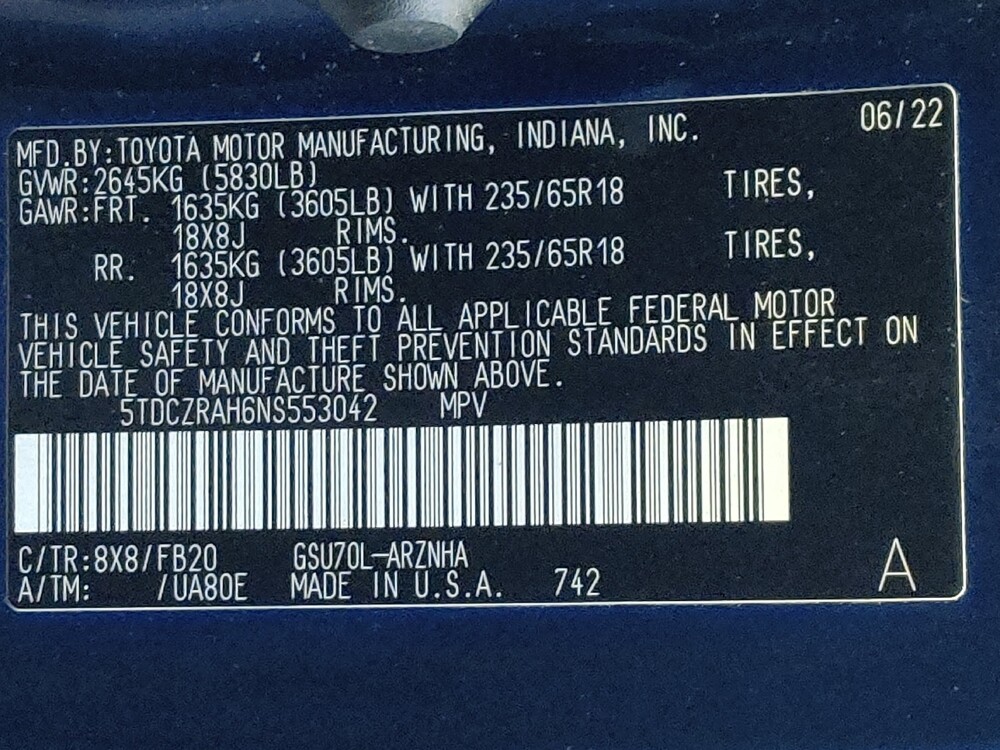 06/22
MFD.BY:TOYOTA MOTOR MANUFACTURING, INDIANA, INC.
GVWR:2645KG (5830LB)
GAWR:FRT. 1635KG (3605LB) WITH 235/65R18 TIRES,
18X8J RIMS.
RR. 1635KG (3605LB) WITH 235/65R18 TIRES,
18X8J RIMS.
THIS VEHICLE CONFORMS TO ALL APPLICABLE FEDERAL MOTOR
VEHICLE SAFETY AND THEFT PREVENTION STANDARDS IN EFFECT ON
THE DATE OF MANUFACTURE SHOWN ABOVE.
5TDCZRAH6NS553042 MPV
C/TR:8X8/FB20 GSU70L-ARZNHA
A/TM: /UA80E MADE IN U.S.A. 742 A